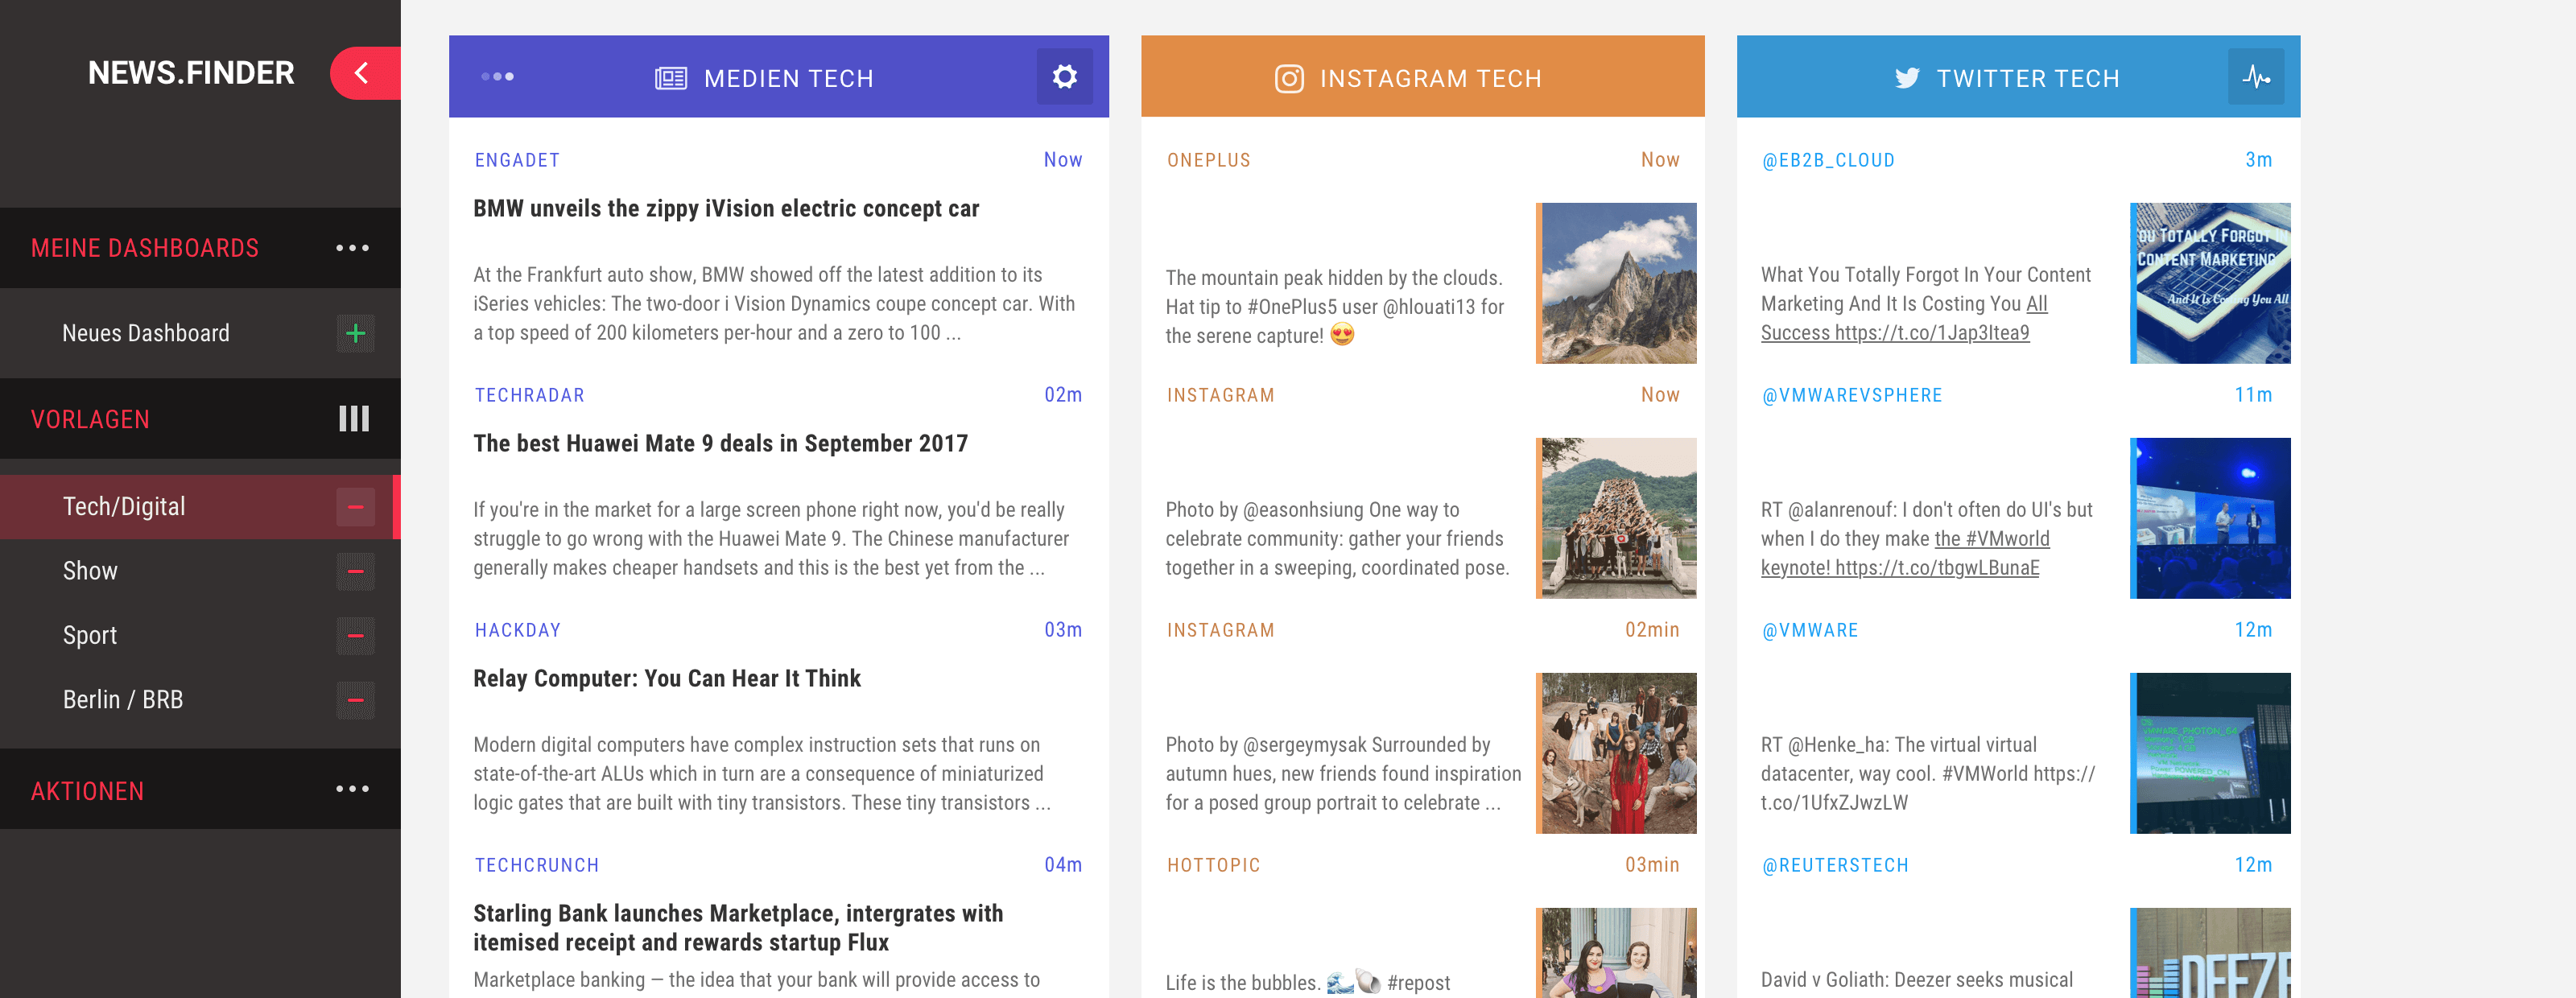 NEWS.FINDER
MEINE DASHBOARDS
Neues Dashboard
VORLAGEN
Tech/Digital
Show
Sport
Berlin / BRB
AKTIONEN
MEDIEN TECH
ENGADET Now
BMW unveils the zippy iVision electric concept car
At the Frankfurt auto show, BMW showed off the latest addition to its
iSeries vehicles: The two-door i Vision Dynamics coupe concept car. With
a top speed of 200 kilometers per-hour and a zero to 100 ...
TECHRADAR 02m
The best Huawei Mate 9 deals in September 2017
If you're in the market for a large screen phone right now, you'd be really
struggle to go wrong with the Huawei Mate 9. The Chinese manufacturer
generally makes cheaper handsets and this is the best yet from the ...
HACKDAY 03m
Relay Computer: You Can Hear It Think
Modern digital computers have complex instruction sets that runs on
state-of-the-art ALUs which in turn are a consequence of miniaturized
logic gates that are built with tiny transistors. These tiny transistors ...
TECHCRUNCH 04m
Starling Bank launches Marketplace, intergrates with
itemised receipt and rewards startup Flux
Marketplace banking — the idea that your bank will provide access to
INSTAGRAM TECH
ONEPLUS Now
The mountain peak hidden by the clouds.
Hat tip to #OnePlus5 user @hlouati13 for
the serene capture! 😍
INSTAGRAM Now
Photo by @easonhsiung One way to
celebrate community: gather your friends
together in a sweeping, coordinated pose.
INSTAGRAM 02min
Photo by @sergeymysak Surrounded by
autumn hues, new friends found inspiration
for a posed group portrait to celebrate ...
HOTTOPIC 03min
Life is the bubbles. 🌊🐚 #repost
TWITTER TECH
@EB2B_CLOUD 3m
What You Totally Forgot In Your Content
Marketing And It Is Costing You All
Success https://t.co/1Jap3Itea9
OU TOTALLY FORGOT IN
CONTENT MARKETING
And It Is Costing You All
@VMWAREVSPHERE 11m
RT @alanrenouf: I don't often do UI's but
when I do they make the #VMworld
keynote! https://t.co/tbgwLBunaE
@VMWARE 12m
RT @Henke_ha: The virtual virtual
datacenter, way cool. #VMWorld https://
t.co/1UfxZJwzLW
@REUTERSTECH 12m
David v Goliath: Deezer seeks musical
DEEZE